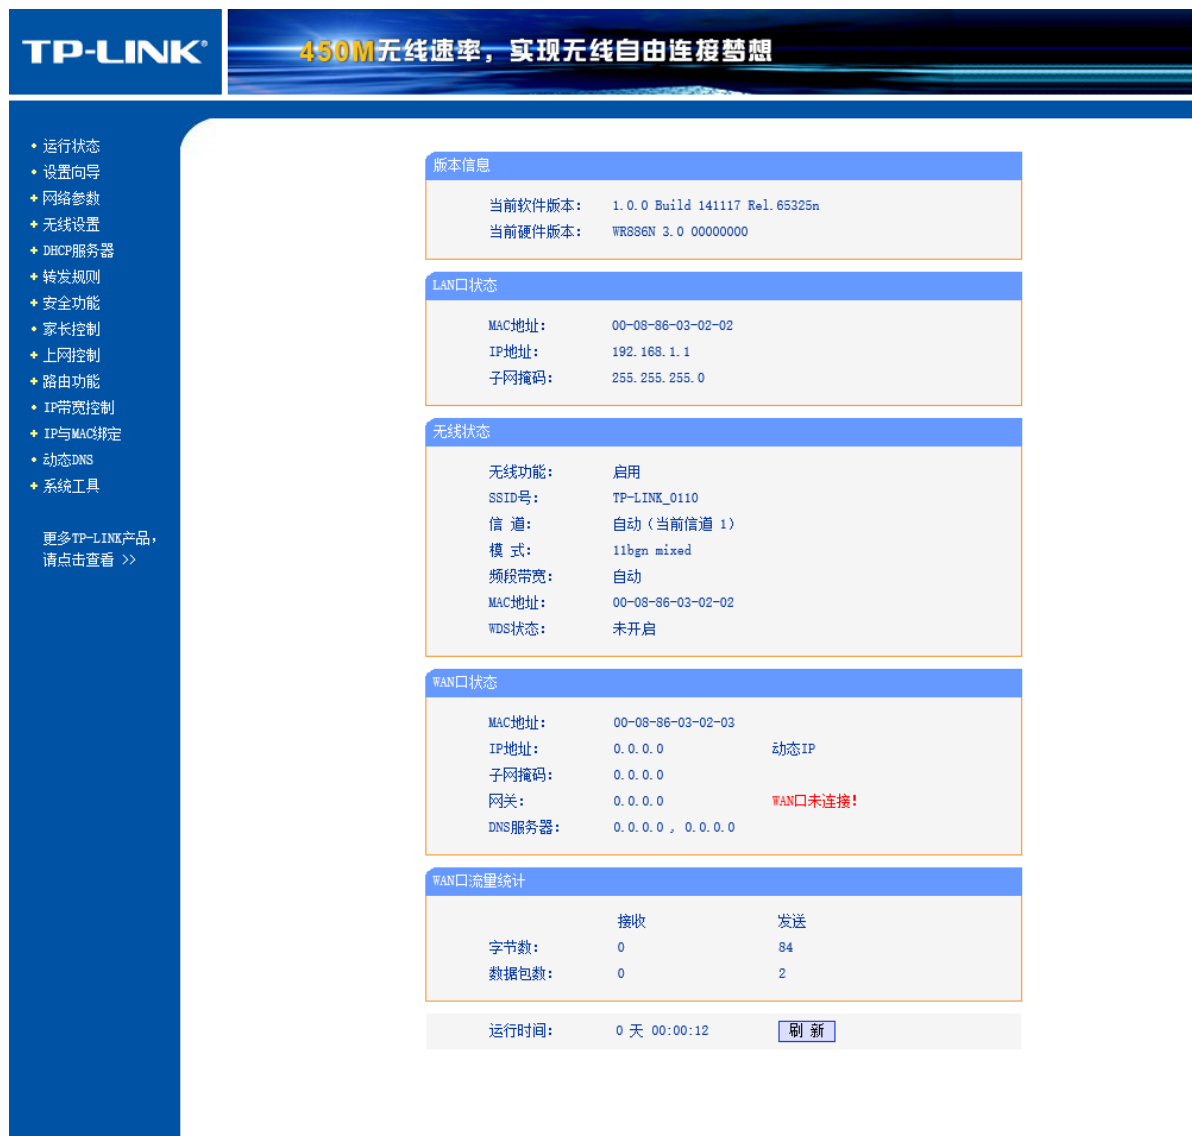 TP-LINK®
450M无线速率，实现无线自由连接梦想
运行状态
设置向导
网络参数
无线设置
DHCP服务器
转发规则
安全功能
家长控制
上网控制
路由功能
IP带宽控制
IP与MAC绑定
动态DNS
系统工具
更多TP-LINK产品，
请点击查看 >>
版本信息
当前软件版本： 1.0.0 Build 141117 Rel.65325n
当前硬件版本： WR886N 3.0 00000000
LAN口状态
MAC地址： 00-08-86-03-02-02
IP地址： 192.168.1.1
子网掩码： 255.255.255.0
无线状态
无线功能： 启用
SSID号： TP-LINK_0110
信 道： 自动（当前信道 1）
模 式： 11bgn mixed
频段带宽： 自动
MAC地址： 00-08-86-03-02-02
WDS状态： 未开启
WAN口状态
MAC地址： 00-08-86-03-02-03
IP地址： 0.0.0.0 动态IP
子网掩码： 0.0.0.0
网关： 0.0.0.0 WAN口未连接！
DNS服务器： 0.0.0.0 , 0.0.0.0
WAN口流量统计
接收 发送
字节数： 0 84
数据包数： 0 2
运行时间： 0 天 00:00:12 刷 新